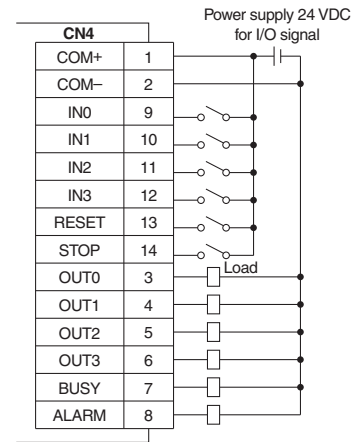 Power supply 24 VDC
for I/O signal
CN4
COM+ 1
COM– 2
IN0 9
IN1 10
IN2 11
IN3 12
RESET 13
STOP 14
OUT0 3 Load
OUT1 4
OUT2 5
OUT3 6
BUSY 7
ALARM 8